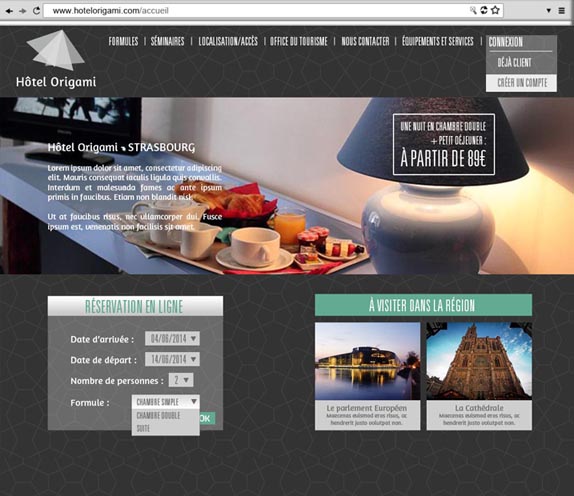 www.hotelorigami.com/accueil
FORMULES | SÉMINAIRES | LOCALISATION/ACCÈS | OFFICE DU TOURISME | NOUS CONTACTER | ÉQUIPEMENTS ET SERVICES | CONNEXION
DÉJÀ CLIENT
CRÉER UN COMPTE
Hôtel Origami
Hôtel Origami - STRASBOURG
Lorem ipsum dolor sit amet, consectetur adipiscing
elit. Mauris consequat iaculis ligula quis convallis.
Interdum et malesuada fames ac ante ipsum
primis in faucibus. Etiam non blandit nisl.
Ut at faucibus risus, nec ullamcorper dui. Fusce
ipsum est, venenatis non facilisis sit amet.
UNE NUIT EN CHAMBRE DOUBLE
+ PETIT DÉJEUNER :
À PARTIR DE 89€
RÉSERVATION EN LIGNE
Date d'arrivée : 04/06/2014
Date de départ : 14/06/2014
Nombre de personnes : 2
Formule : CHAMBRE SIMPLE
CHAMBRE DOUBLE
SUITE
OK
À VISITER DANS LA RÉGION
Le parlement Européen
Maecenas euismod eros risus, ac
hendrerit justo volutpat non.
La Cathédrale
Maecenas euismod eros risus, ac
hendrerit justo volutpat non.